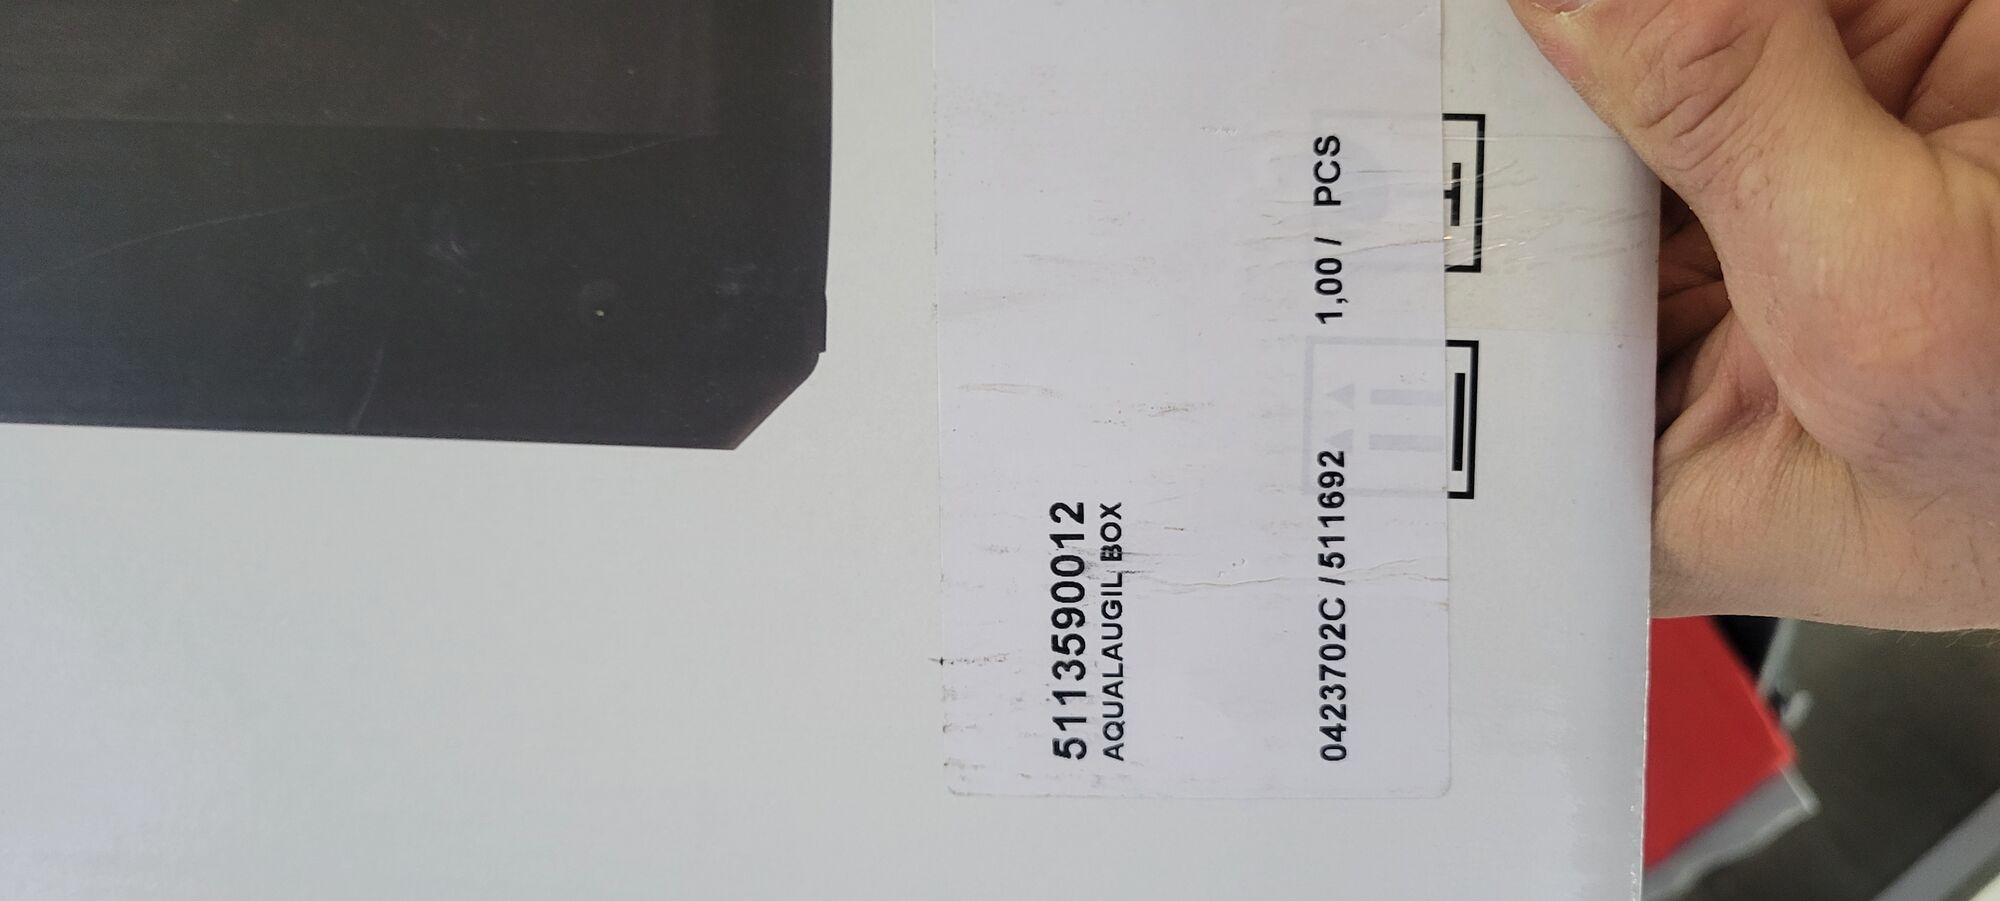 5113590012
AQUALAUGIL BOX
0423702C / 511692 1,00 / PCS